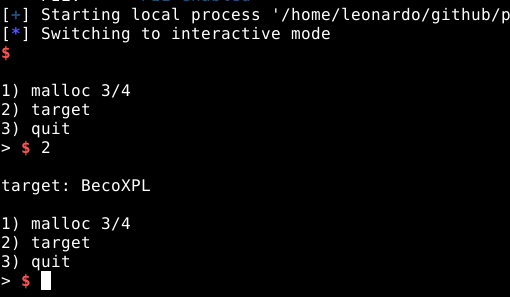 [+] Starting local process '/home/leonardo/github/p
[*] Switching to interactive mode
$
1) malloc 3/4
2) target
3) quit
> $ 2
target: BecoXPL
1) malloc 3/4
2) target
3) quit
> $